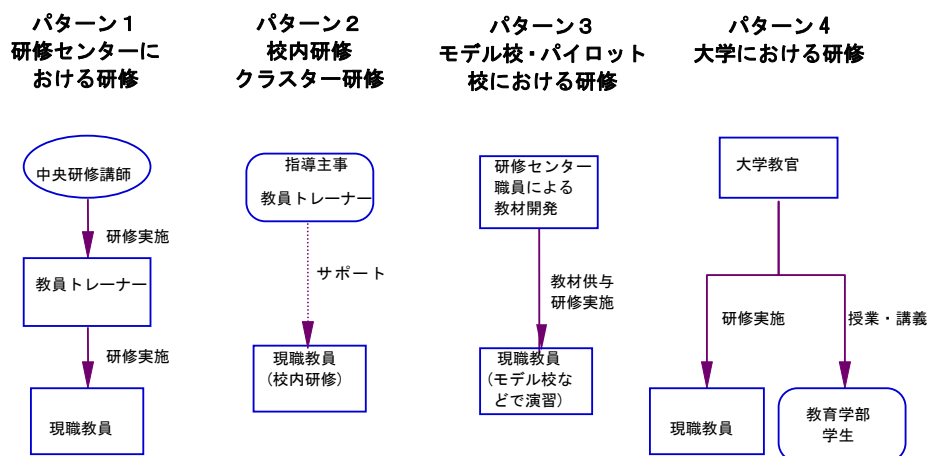 パターン1
研修センターに
おける研修
中央研修講師
研修実施
教員トレーナー
研修実施
現職教員
パターン2
校内研修
クラスター研修
指導主事
教員トレーナー
サポート
現職教員
(校内研修)
パターン3
モデル校・パイロット
校における研修
研修センター
職員による
教材開発
教材供与
研修実施
現職教員
(モデル校な
どで演習)
パターン4
大学における研修
大学教官
研修実施
授業・講義
現職教員
教育学部
学生